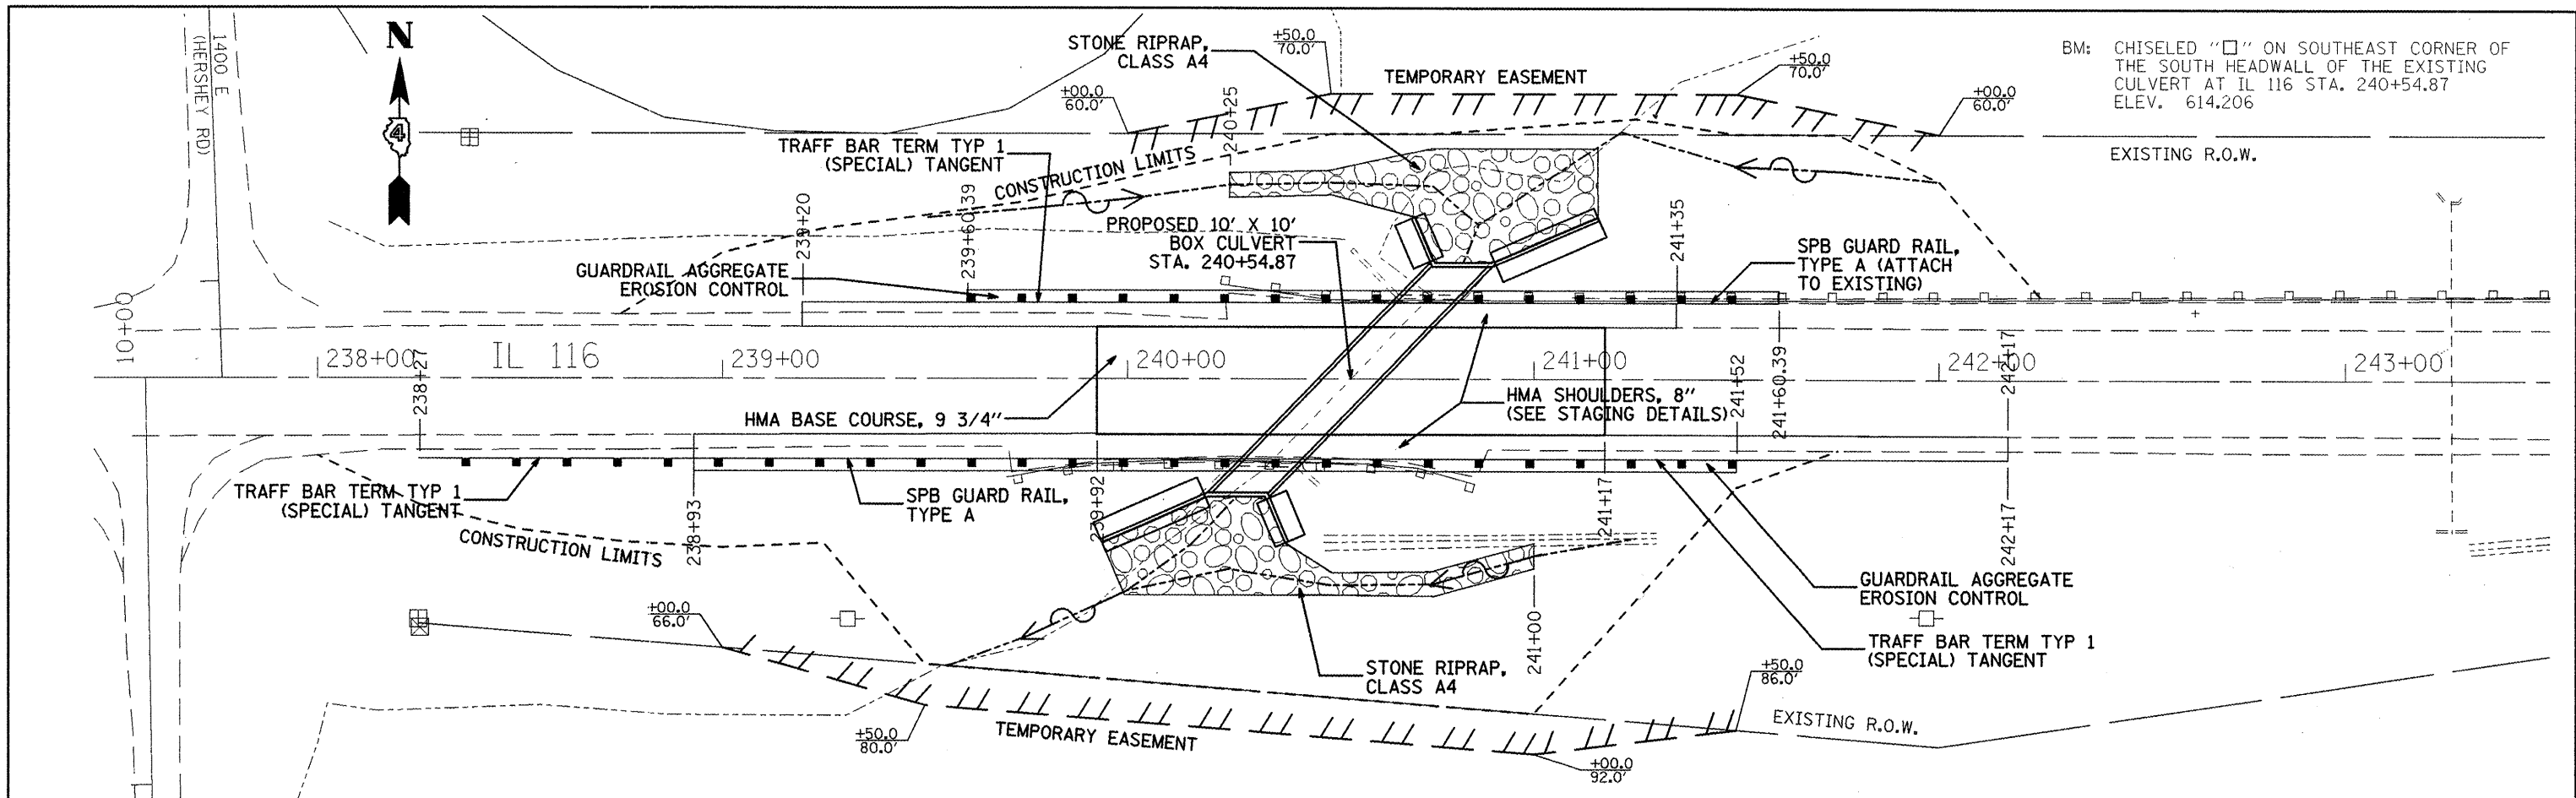 N
4
1400 E
(HERSHEY RD)
STONE RIPRAP,
CLASS A4
+50.0
70.0'
TEMPORARY EASEMENT
+50.0
70.0'
+00.0
60.0'
+00.0
60.0'
BM: CHISELED "□" ON SOUTHEAST CORNER OF
THE SOUTH HEADWALL OF THE EXISTING
CULVERT AT IL 116 STA. 240+54.87
ELEV. 614.206
240+25
TRAFF BAR TERM TYP 1
(SPECIAL) TANGENT
CONSTRUCTION LIMITS
EXISTING R.O.W.
239+20
239+60.39
PROPOSED 10' X 10'
BOX CULVERT
STA. 240+54.87
241+35
GUARDRAIL AGGREGATE
EROSION CONTROL
SPB GUARD RAIL,
TYPE A (ATTACH
TO EXISTING)
10+00
238+00
IL 116
239+00
240+00
241+00
242+00
243+00
238+27
241+52
241+60.39
242+17
HMA BASE COURSE, 9 3/4"
HMA SHOULDERS, 8"
(SEE STAGING DETAILS)
TRAFF BAR TERM TYP 1
(SPECIAL) TANGENT
SPB GUARD RAIL,
TYPE A
238+93
239+92
241+17
242+17
CONSTRUCTION LIMITS
GUARDRAIL AGGREGATE
EROSION CONTROL
+00.0
66.0'
241+00
TRAFF BAR TERM TYP 1
(SPECIAL) TANGENT
STONE RIPRAP,
CLASS A4
+50.0
86.0'
+50.0
80.0'
TEMPORARY EASEMENT
EXISTING R.O.W.
+00.0
92.0'